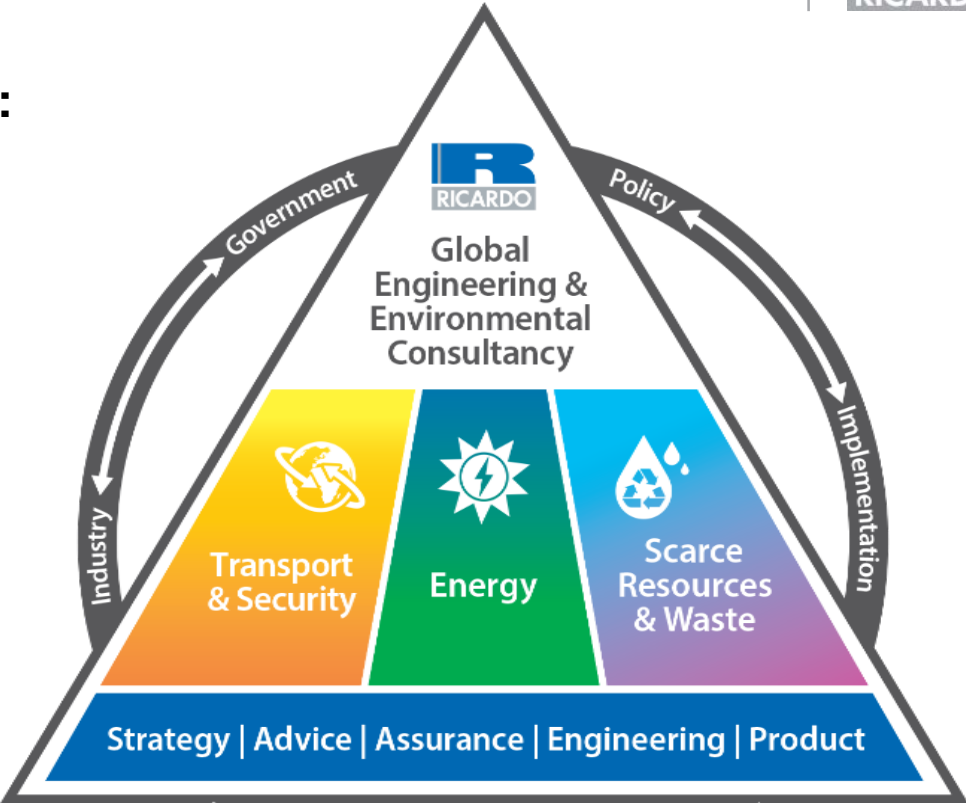 RICARDO
:
Government
Policy
RICARDO
Global
Engineering &
Environmental
Consultancy
Industry
Implementation
Transport
& Security
Energy
Scarce
Resources
& Waste
Strategy | Advice | Assurance | Engineering | Product